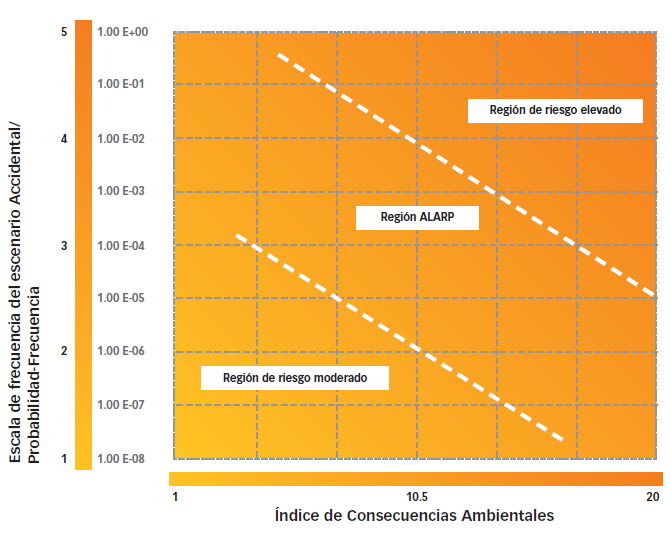 Escala de frecuencia del escenario Accidental/
Probabilidad-Frecuencia
5 1.00 E+00
1.00 E-01
4 1.00 E-02
1.00 E-03
3 1.00 E-04
1.00 E-05
2 1.00 E-06
1.00 E-07
1 1.00 E-08
Región de riesgo elevado
Región ALARP
Región de riesgo moderado
1 10.5 20
Índice de Consecuencias Ambientales